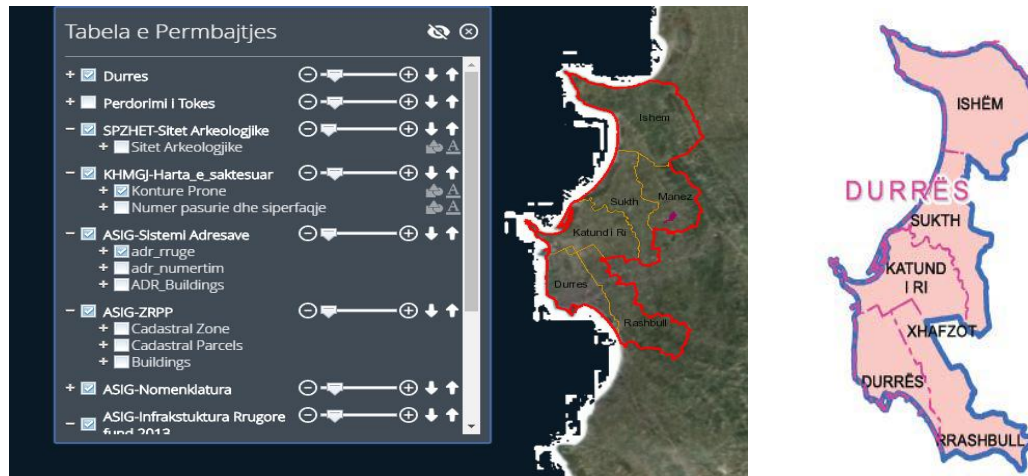 Tabela e Permbajtjes
Durres
Perdorimi i Tokes
SPZHET-Sitet Arkeologjike
Sitet Arkeologjike
KHMGJ-Harta_e_saktesuar
Konture Prone
Numer pasurie dhe siperfaqje
ASIG-Sistemi Adresave
adr_rruge
adr_numertim
ADR_Buildings
ASIG-ZRPP
Cadastral Zone
Cadastral Parcels
Buildings
ASIG-Nomenklatura
ASIG-Infrakstuktura Rrugore
fund 2013
Ishem
Sukth
Manez
Katund i Ri
Durres
Rrashbull
ISHËM
DURRËS
SUKTH
KATUND
I RI
XHAFZOT
DURRËS
RRASHBULL